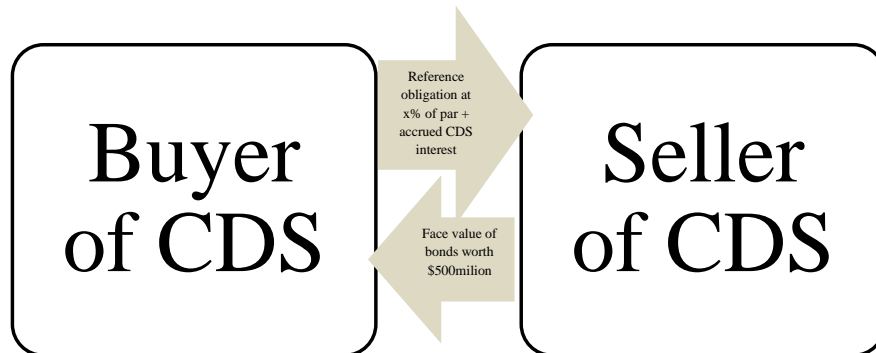 Buyer
of CDS
Reference
obligation at
x% of par +
accrued CDS
interest
Face value of
bonds worth
$500milion
Seller
of CDS